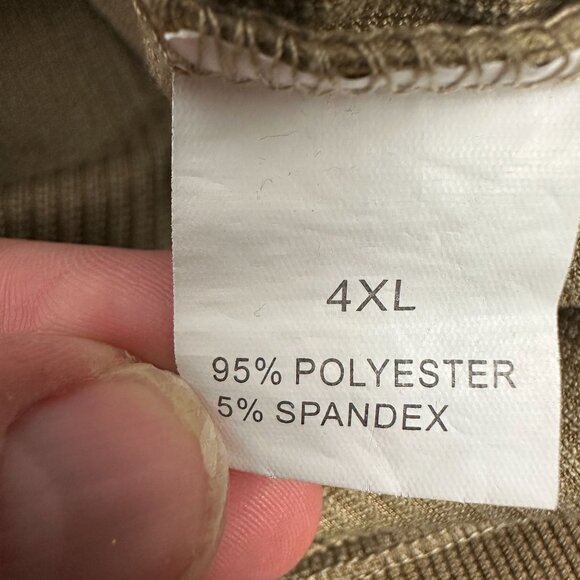 4XL
95% POLYESTER
5% SPANDEX